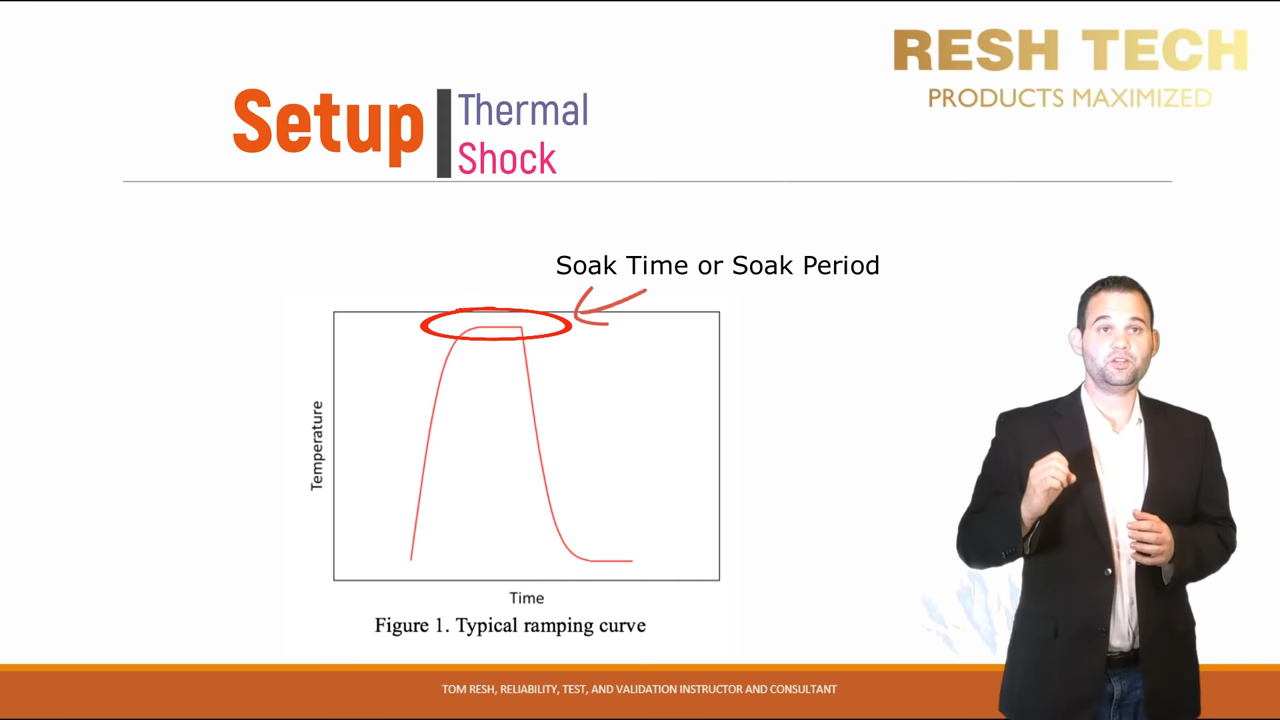 RESH TECH
PRODUCTS MAXIMIZED
Setup
Thermal
Shock
Soak Time or Soak Period
Temperature
Time
Figure 1. Typical ramping curve
TOM RESH, RELIABILITY, TEST, AND VALIDATION INSTRUCTOR AND CONSULTANT